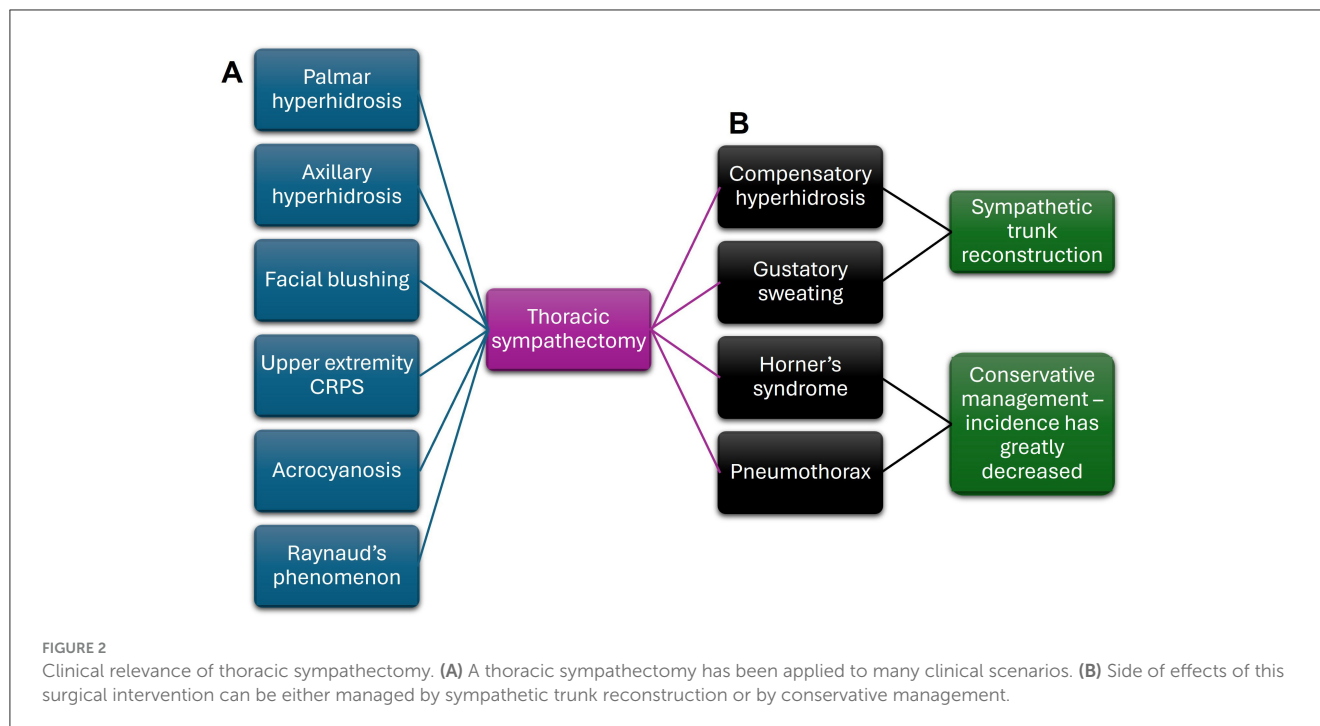 A
Palmar
hyperhidrosis
Axillary
hyperhidrosis
Facial blushing
Upper extremity
CRPS
Acrocyanosis
Raynaud’s
phenomenon
Thoracic
sympathectomy
B
Compensatory
hyperhidrosis
Gustatory
sweating
Horner’s
syndrome
Pneumothorax
Sympathetic
trunk
reconstruction
Conservative
management –
incidence has
greatly
decreased
FIGURE 2
Clinical relevance of thoracic sympathectomy. (A) A thoracic sympathectomy has been applied to many clinical scenarios. (B) Side of effects of this
surgical intervention can be either managed by sympathetic trunk reconstruction or by conservative management.